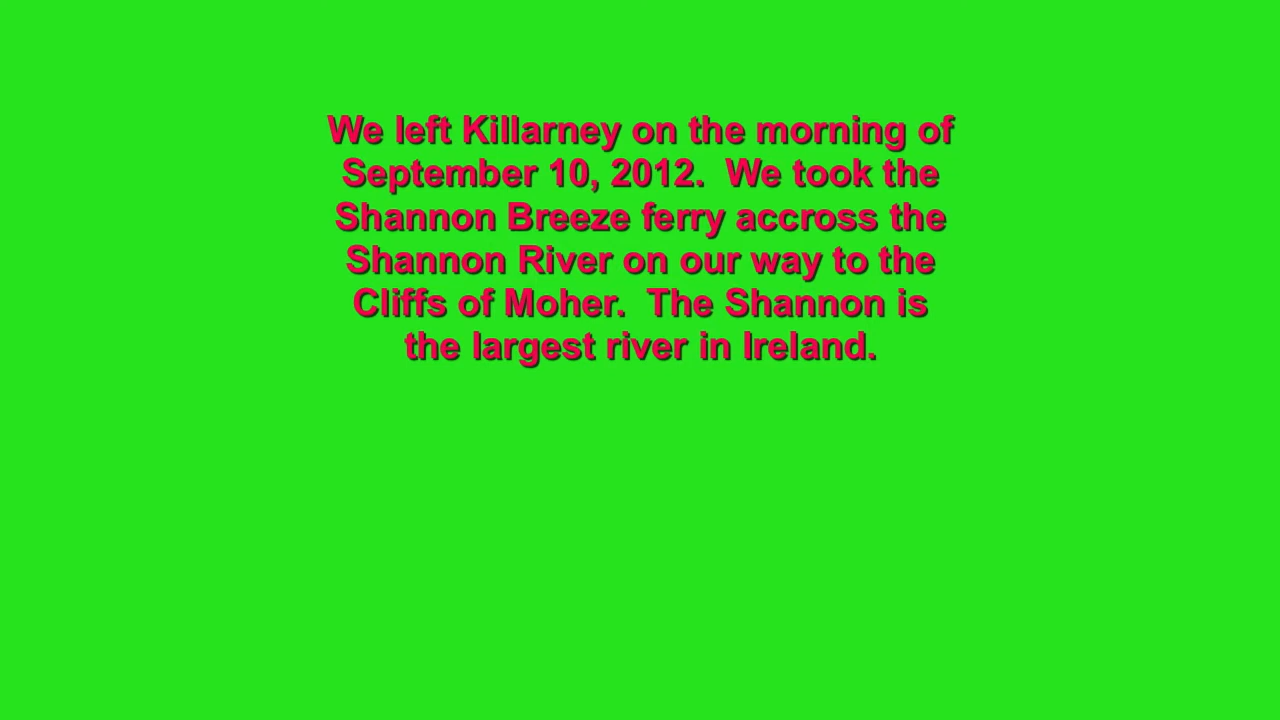 We left Killarney on the morning of
September 10, 2012.  We took the
Shannon Breeze ferry accross the
Shannon River on our way to the
Cliffs of Moher.  The Shannon is
the largest river in Ireland.